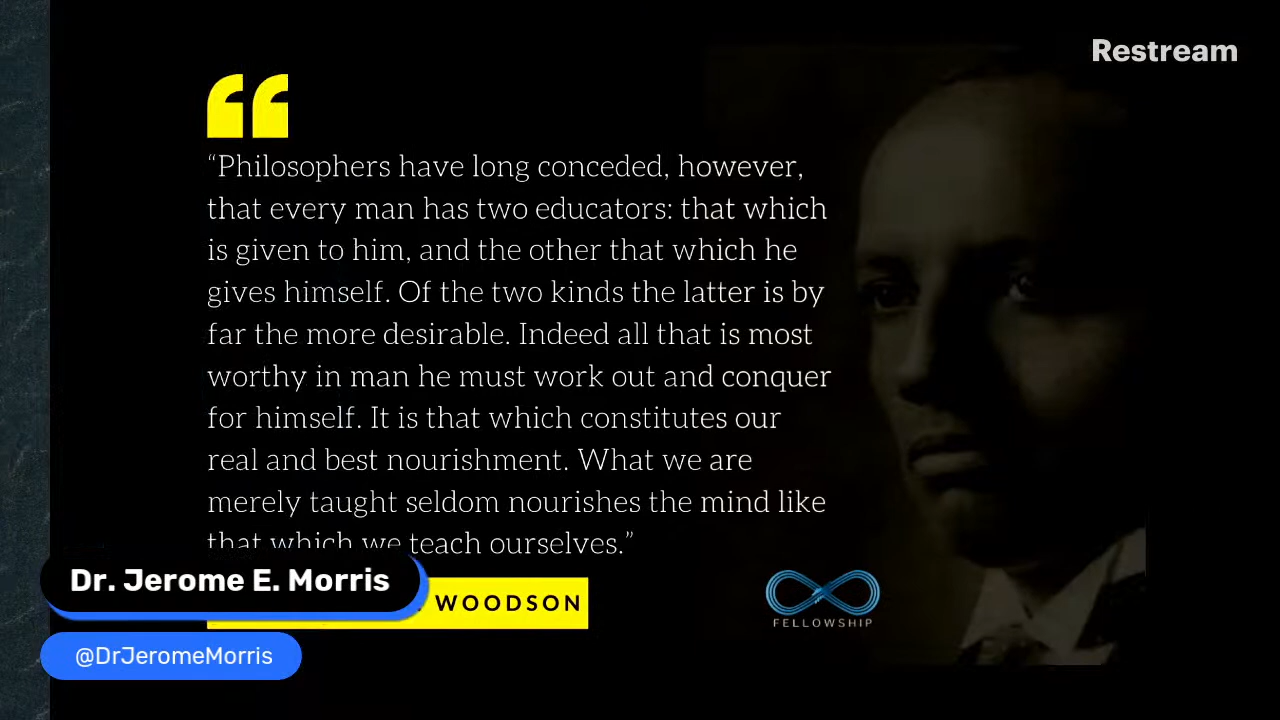 Restream
“Philosophers have long conceded, however,
that every man has two educators: that which
is given to him, and the other that which he
gives himself. Of the two kinds the latter is by
far the more desirable. Indeed all that is most
worthy in man he must work out and conquer
for himself. It is that which constitutes our
real and best nourishment. What we are
merely taught seldom nourishes the mind like
that which we teach ourselves.”
WOODSON
FELLOWSHIP
Dr. Jerome E. Morris
@DrJeromeMorris